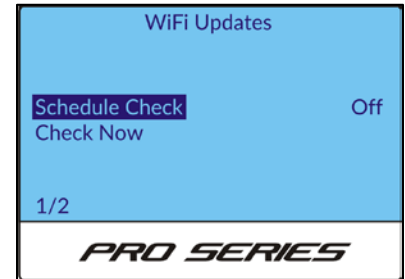 WiFi Updates
Schedule Check Off
Check Now
1/2
PRO SERIES